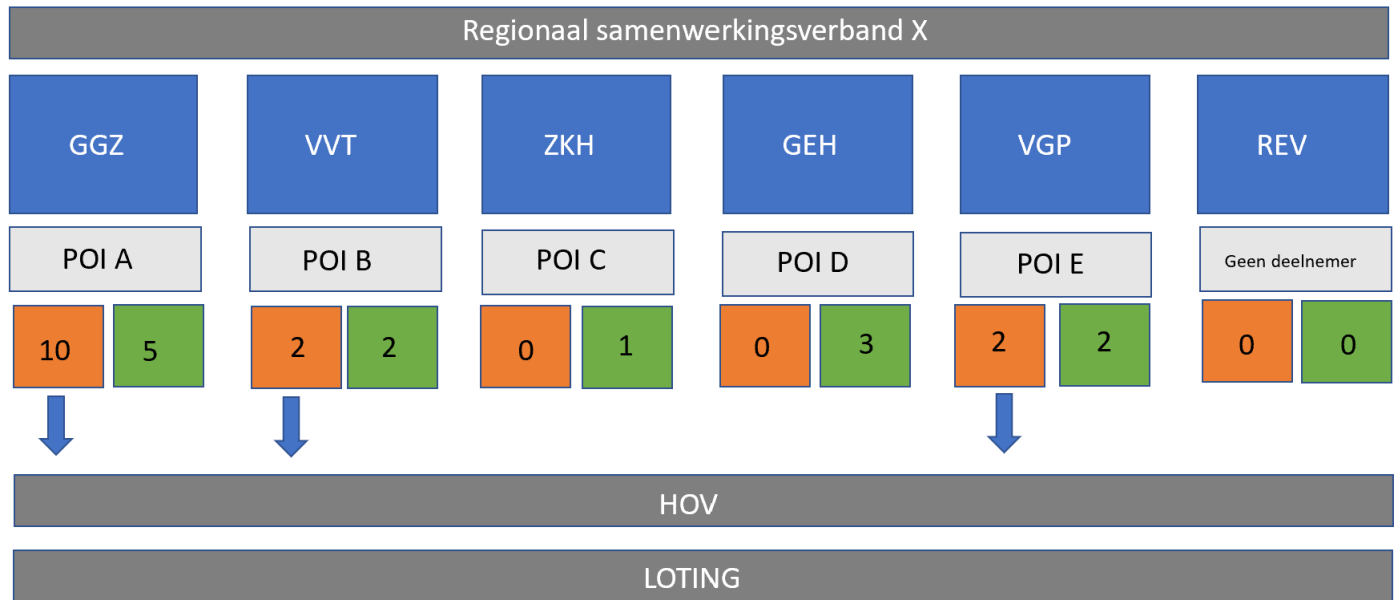 Regionaal samenwerkingsverband X
GGZ VVT ZKH GEH VGP REV
POI A POI B POI C POI D POI E Geen deelnemer
10 5 2 2 0 1 0 3 2 2 0 0
HOV
LOTING